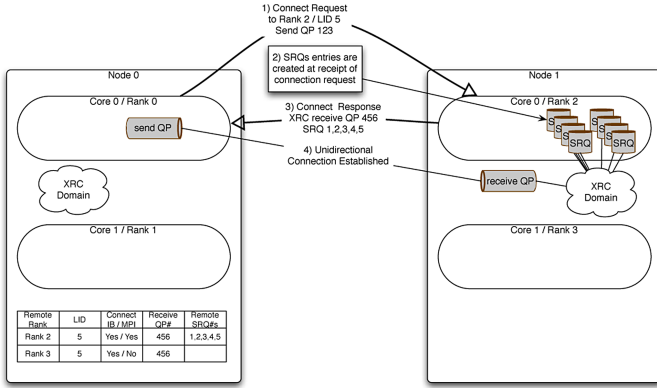 1) Connect Request
to Rank 2 / LID 5
Send QP 123
Node 0
2) SRQs entries are
created at receipt of
connection request
Node 1
Core 0 / Rank 0
Core 0 / Rank 2
3) Connect Response
XRC receive QP 456
SRQ 1,2,3,4,5
send QP
S
S
S
SRQ
S
S
S
SRQ
4) Unidirectional
Connection Established
XRC
Domain
receive QP
XRC
Domain
Core 1 / Rank 1
Core 1 / Rank 3
Remote Rank LID Connect IB / MPI Receive QP# Remote SRQ#s
Rank 2 5 Yes / Yes 456 1,2,3,4,5
Rank 3 5 Yes / No 456